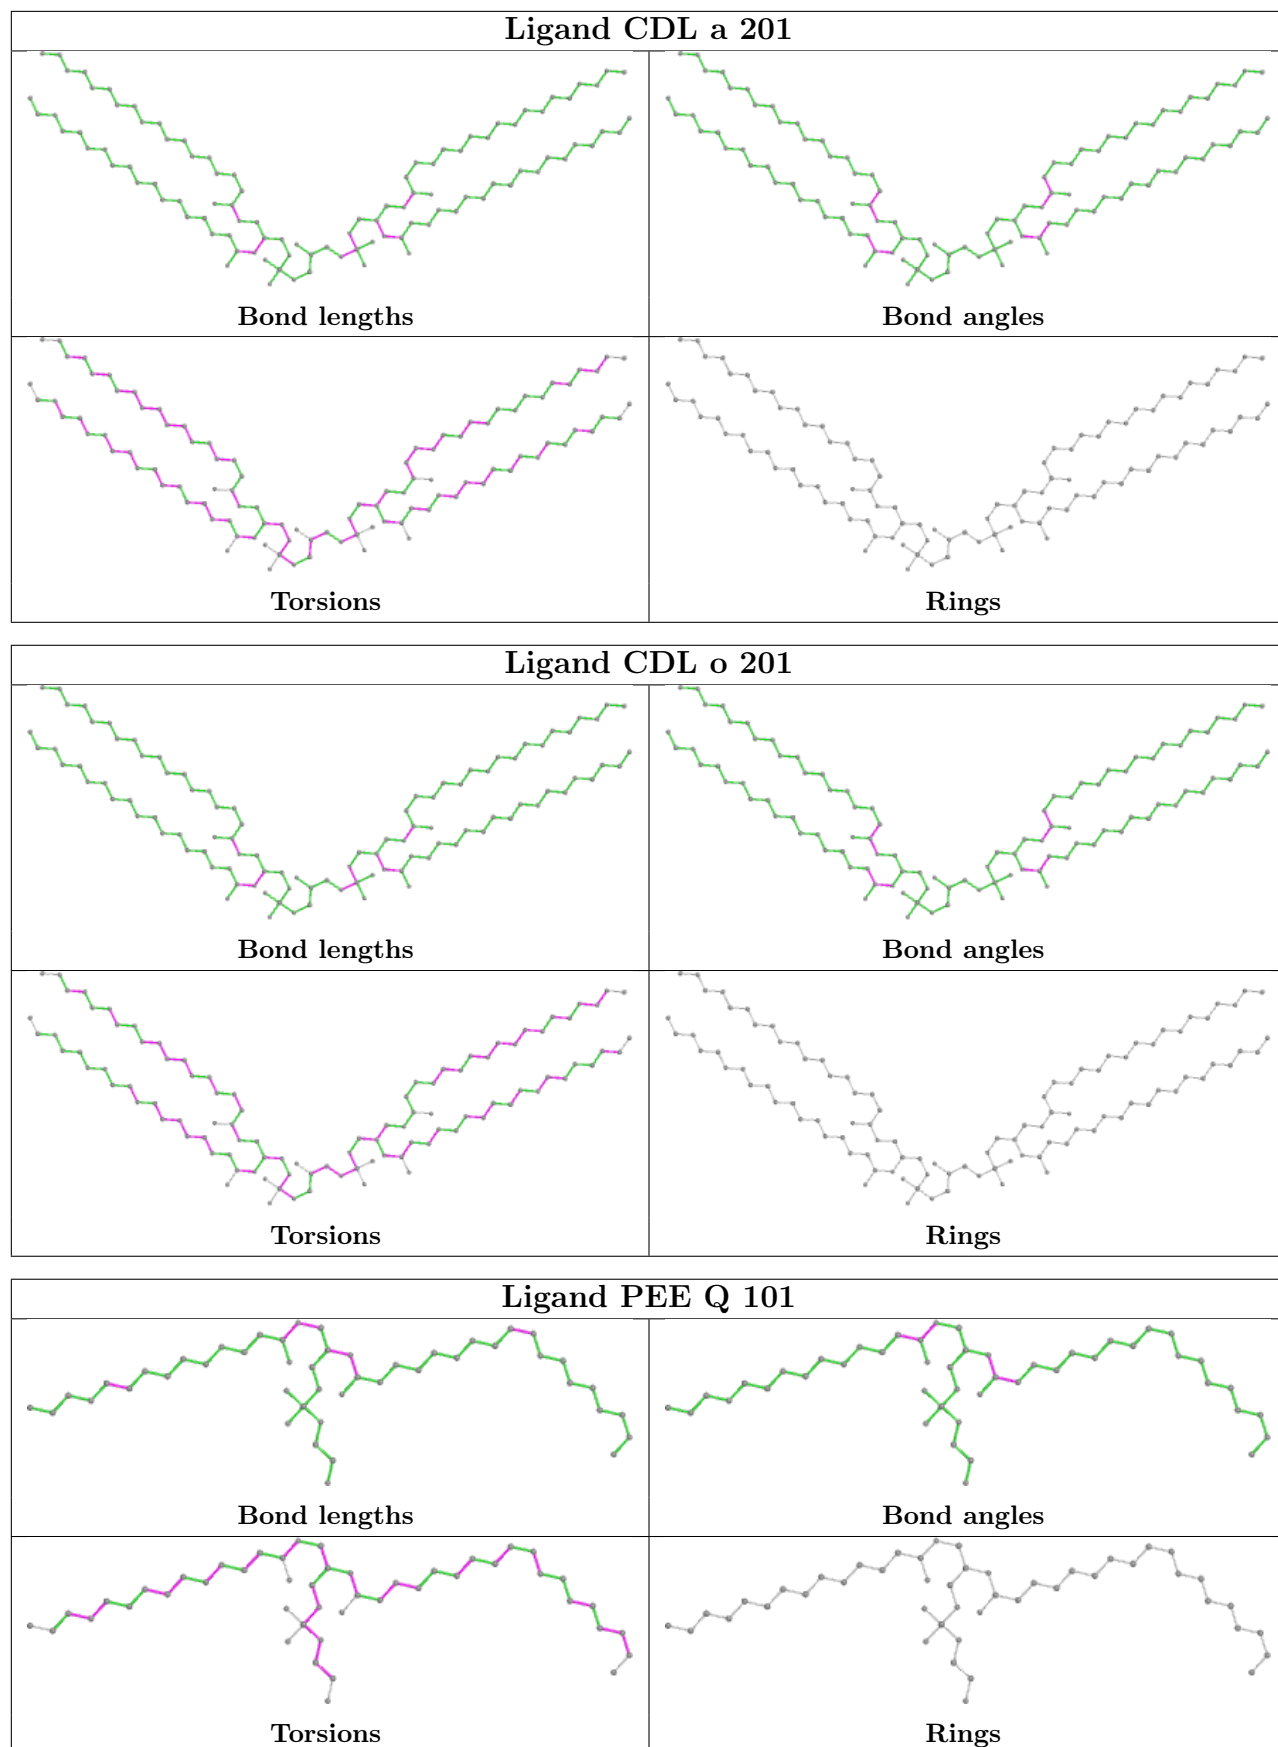 Ligand CDL a 201
Bond lengths
Bond angles
Torsions
Rings
Ligand CDL o 201
Bond lengths
Bond angles
Torsions
Rings
Ligand PEE Q 101
Bond lengths
Bond angles
Torsions
Rings